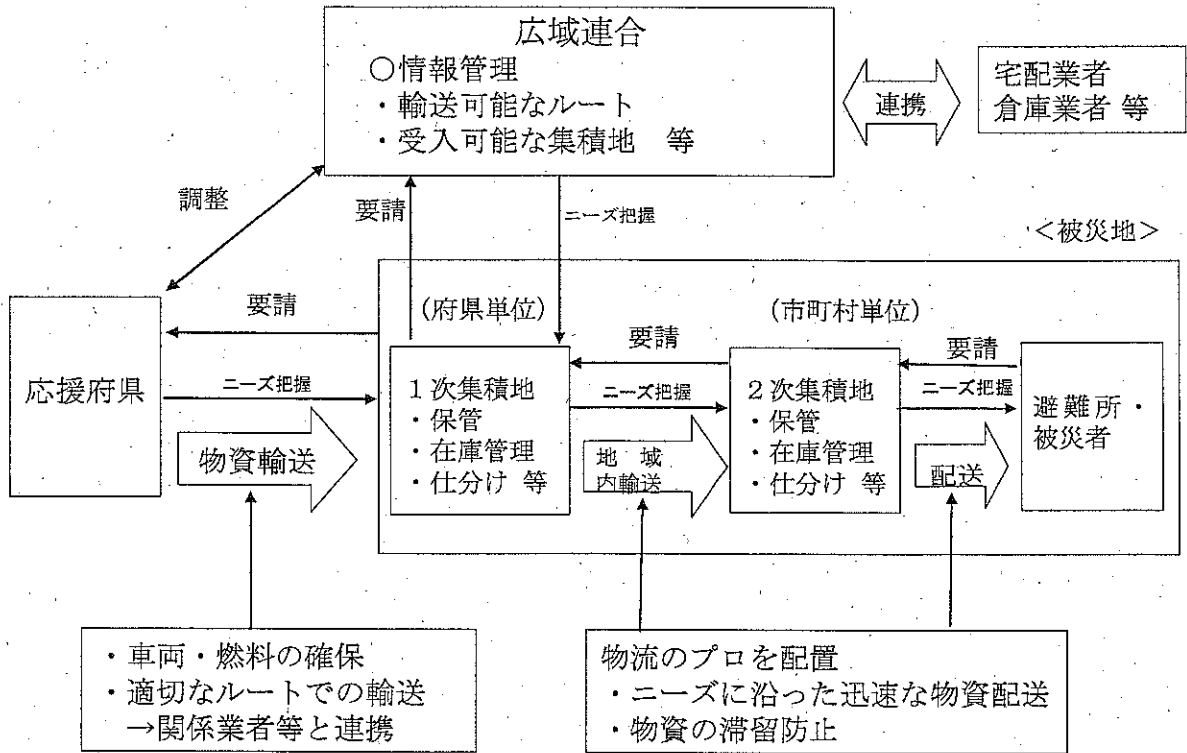 広域連合
○情報管理
・輸送可能なルート
・受入可能な集積地 等
連携
宅配業者
倉庫業者 等
調整
要請
ニーズ把握
<被災地>
応援府県
要請
ニーズ把握
物資輸送
(府県単位)
1次集積地
・保管
・在庫管理
・仕分け 等
要請
ニーズ把握
地 域
内輸送
(市町村単位)
2次集積地
・保管
・在庫管理
・仕分け 等
要請
ニーズ把握
配送
避難所・
被災者
・車両・燃料の確保
・適切なルートでの輸送
→関係業者等と連携
物流のプロを配置
・ニーズに沿った迅速な物資配送
・物資の滞留防止